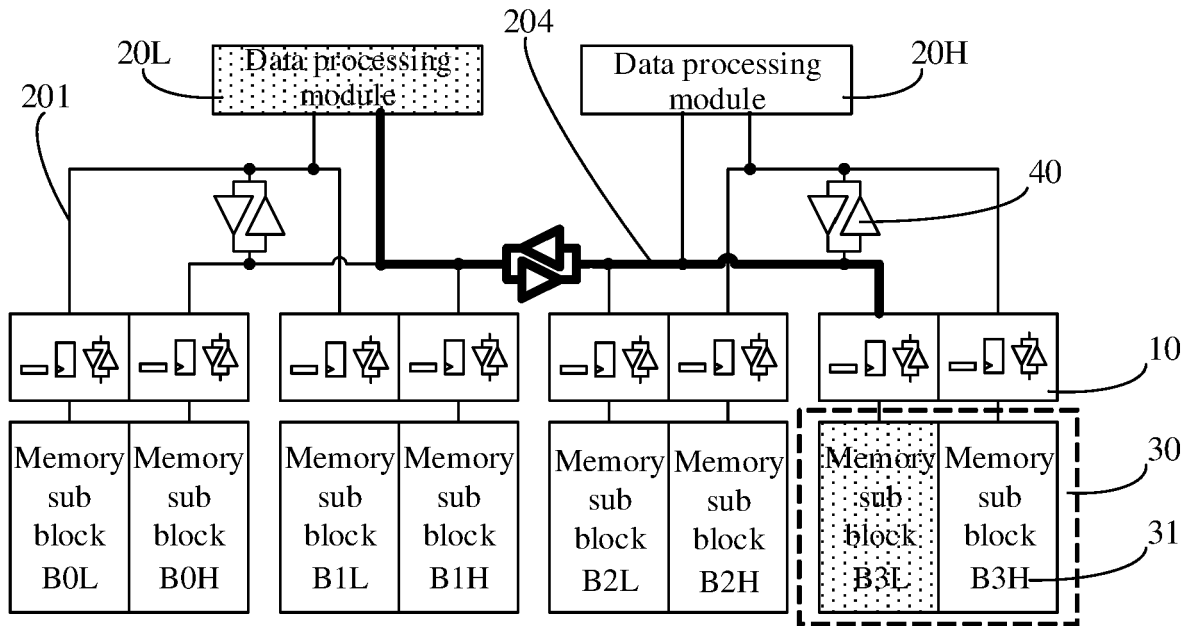 204
20L
Data processing
module
Data processing
module
20H
201
40
10
Memory
sub
block
B0L
Memory
sub
block
B0H
Memory
sub
block
B1L
Memory
sub
block
B1H
Memory
sub
block
B2L
Memory
sub
block
B2H
Memory
sub
block
B3L
Memory
sub
block
B3H
30
31